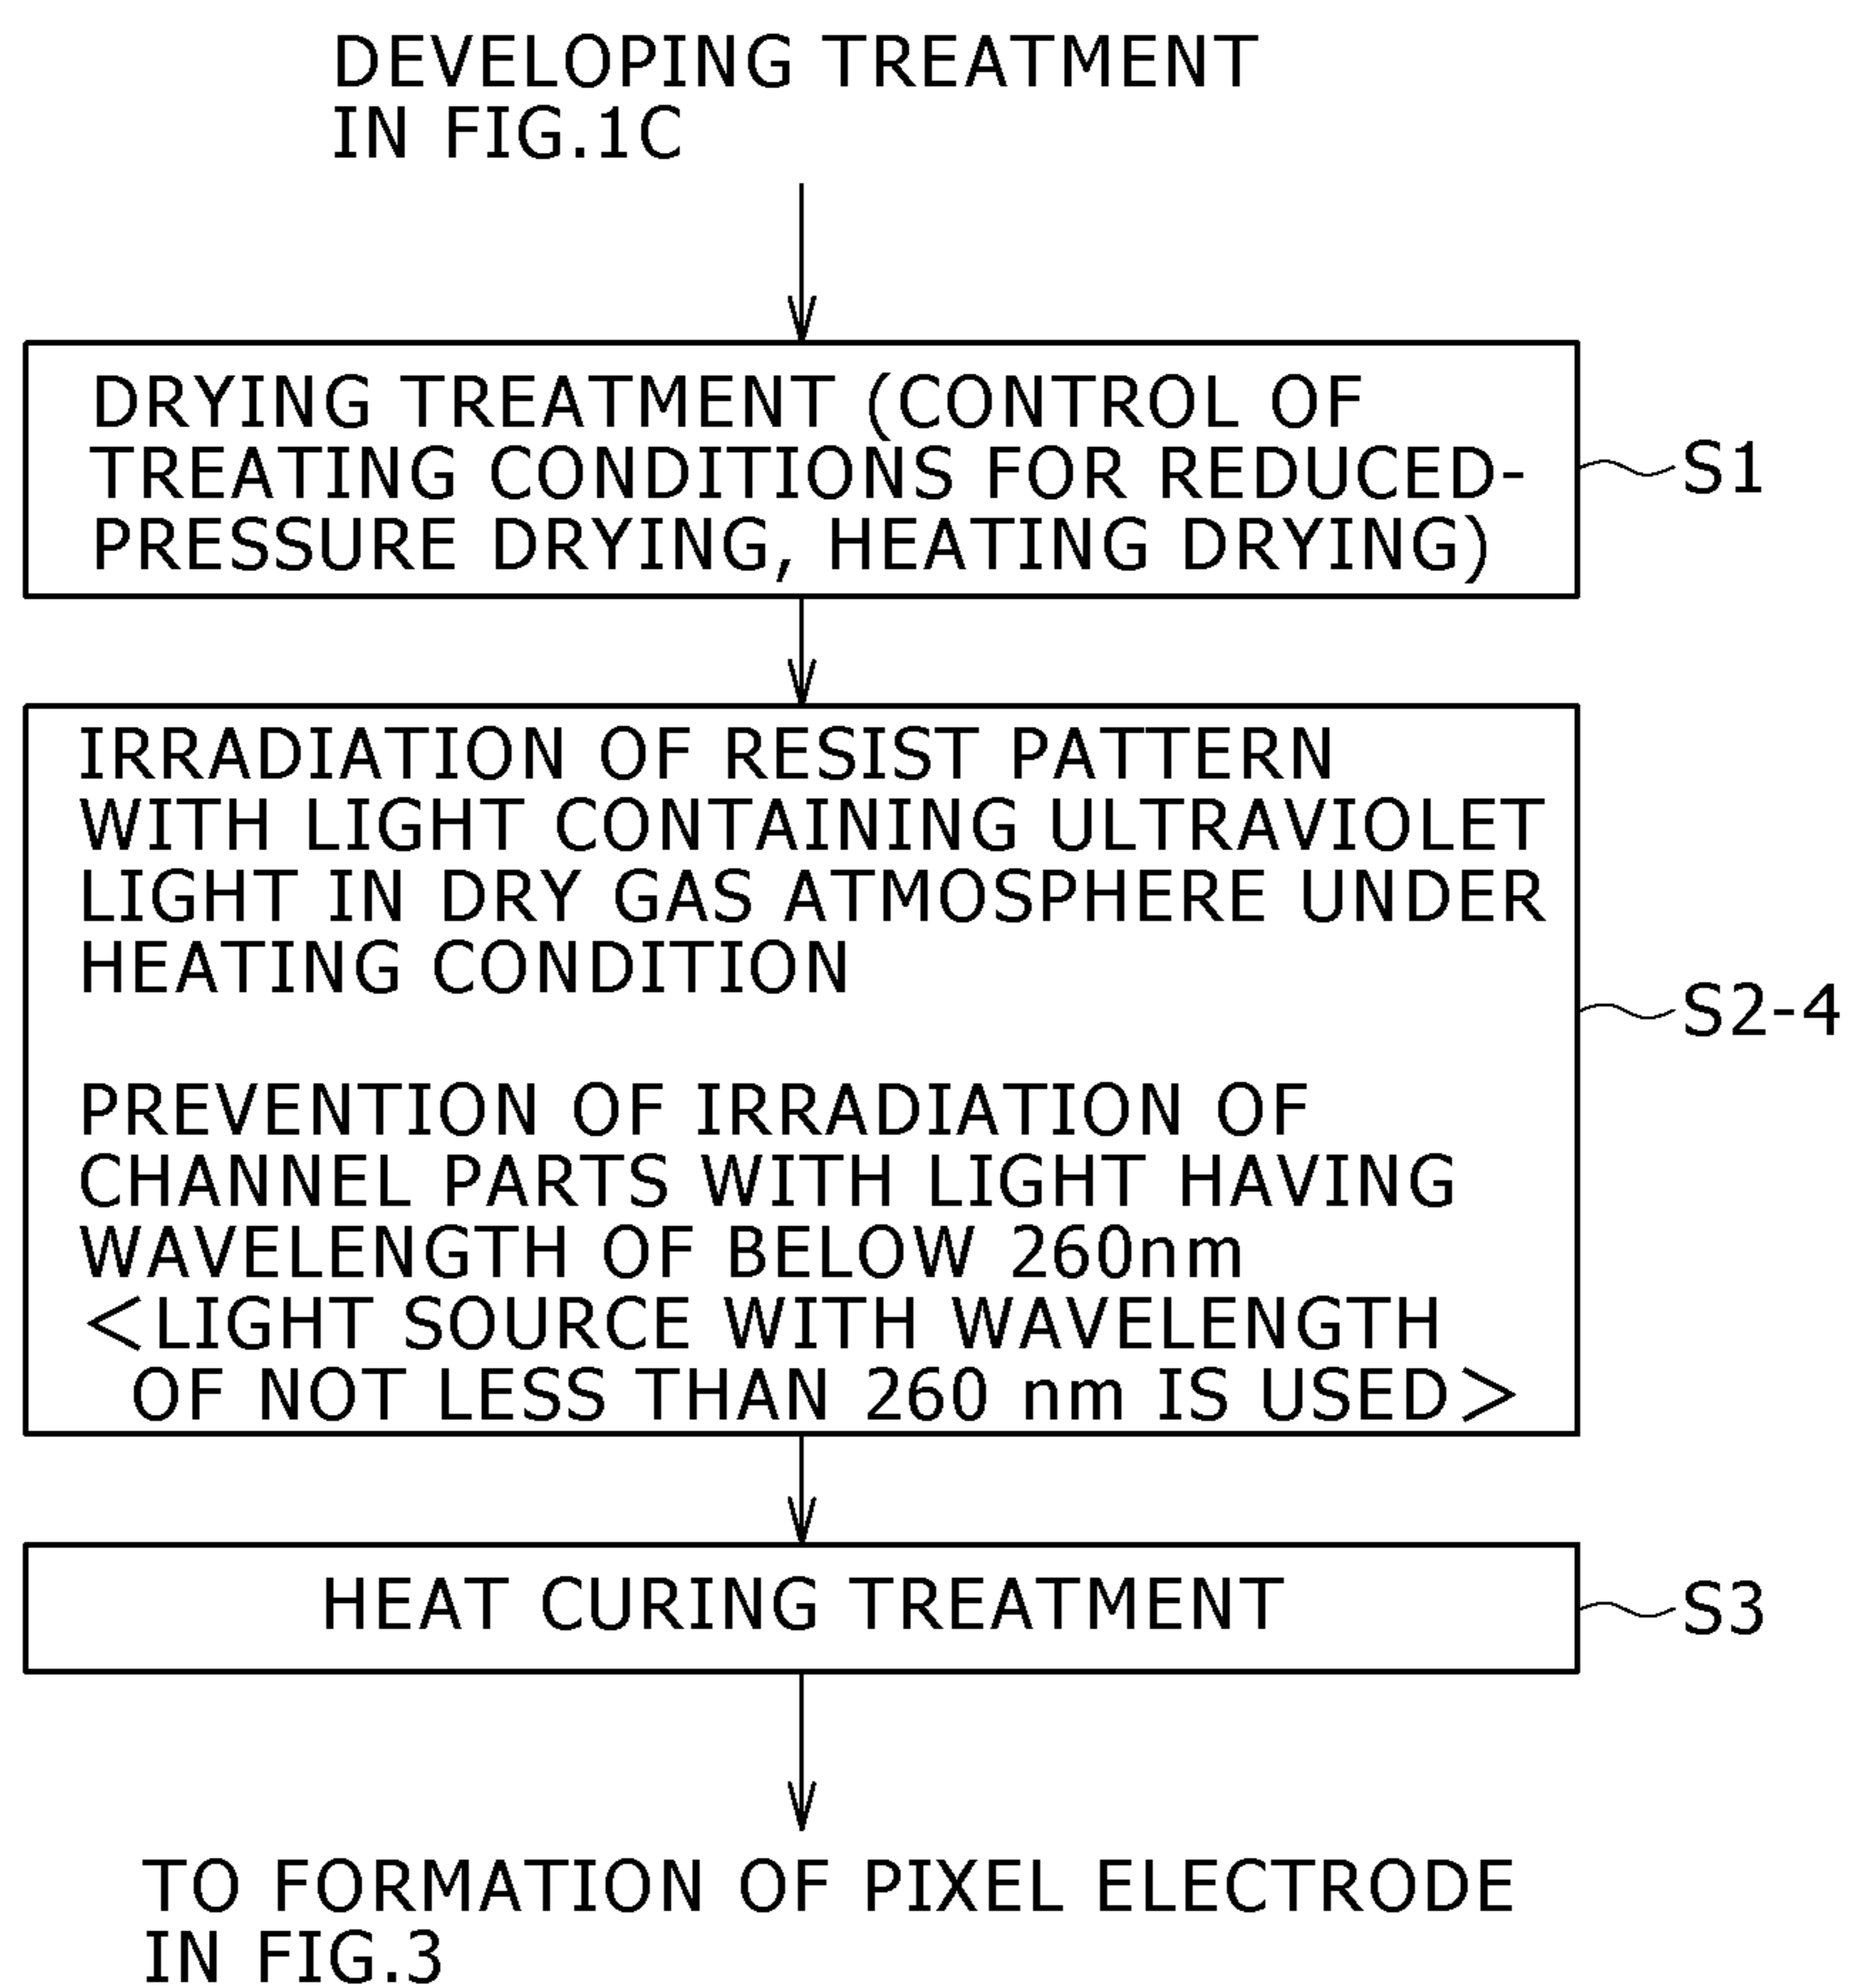 DEVELOPING TREATMENT
IN FIG.1C
DRYING TREATMENT (CONTROL OF
TREATING CONDITIONS FOR REDUCED-
PRESSURE DRYING, HEATING DRYING)
S1
IRRADIATION OF RESIST PATTERN
WITH LIGHT CONTAINING ULTRAVIOLET
LIGHT IN DRY GAS ATMOSPHERE UNDER
HEATING CONDITION
PREVENTION OF IRRADIATION OF
CHANNEL PARTS WITH LIGHT HAVING
WAVELENGTH OF BELOW 260nm
<LIGHT SOURCE WITH WAVELENGTH
OF NOT LESS THAN 260 nm IS USED>
S2-4
HEAT CURING TREATMENT
S3
TO FORMATION OF PIXEL ELECTRODE
IN FIG.3